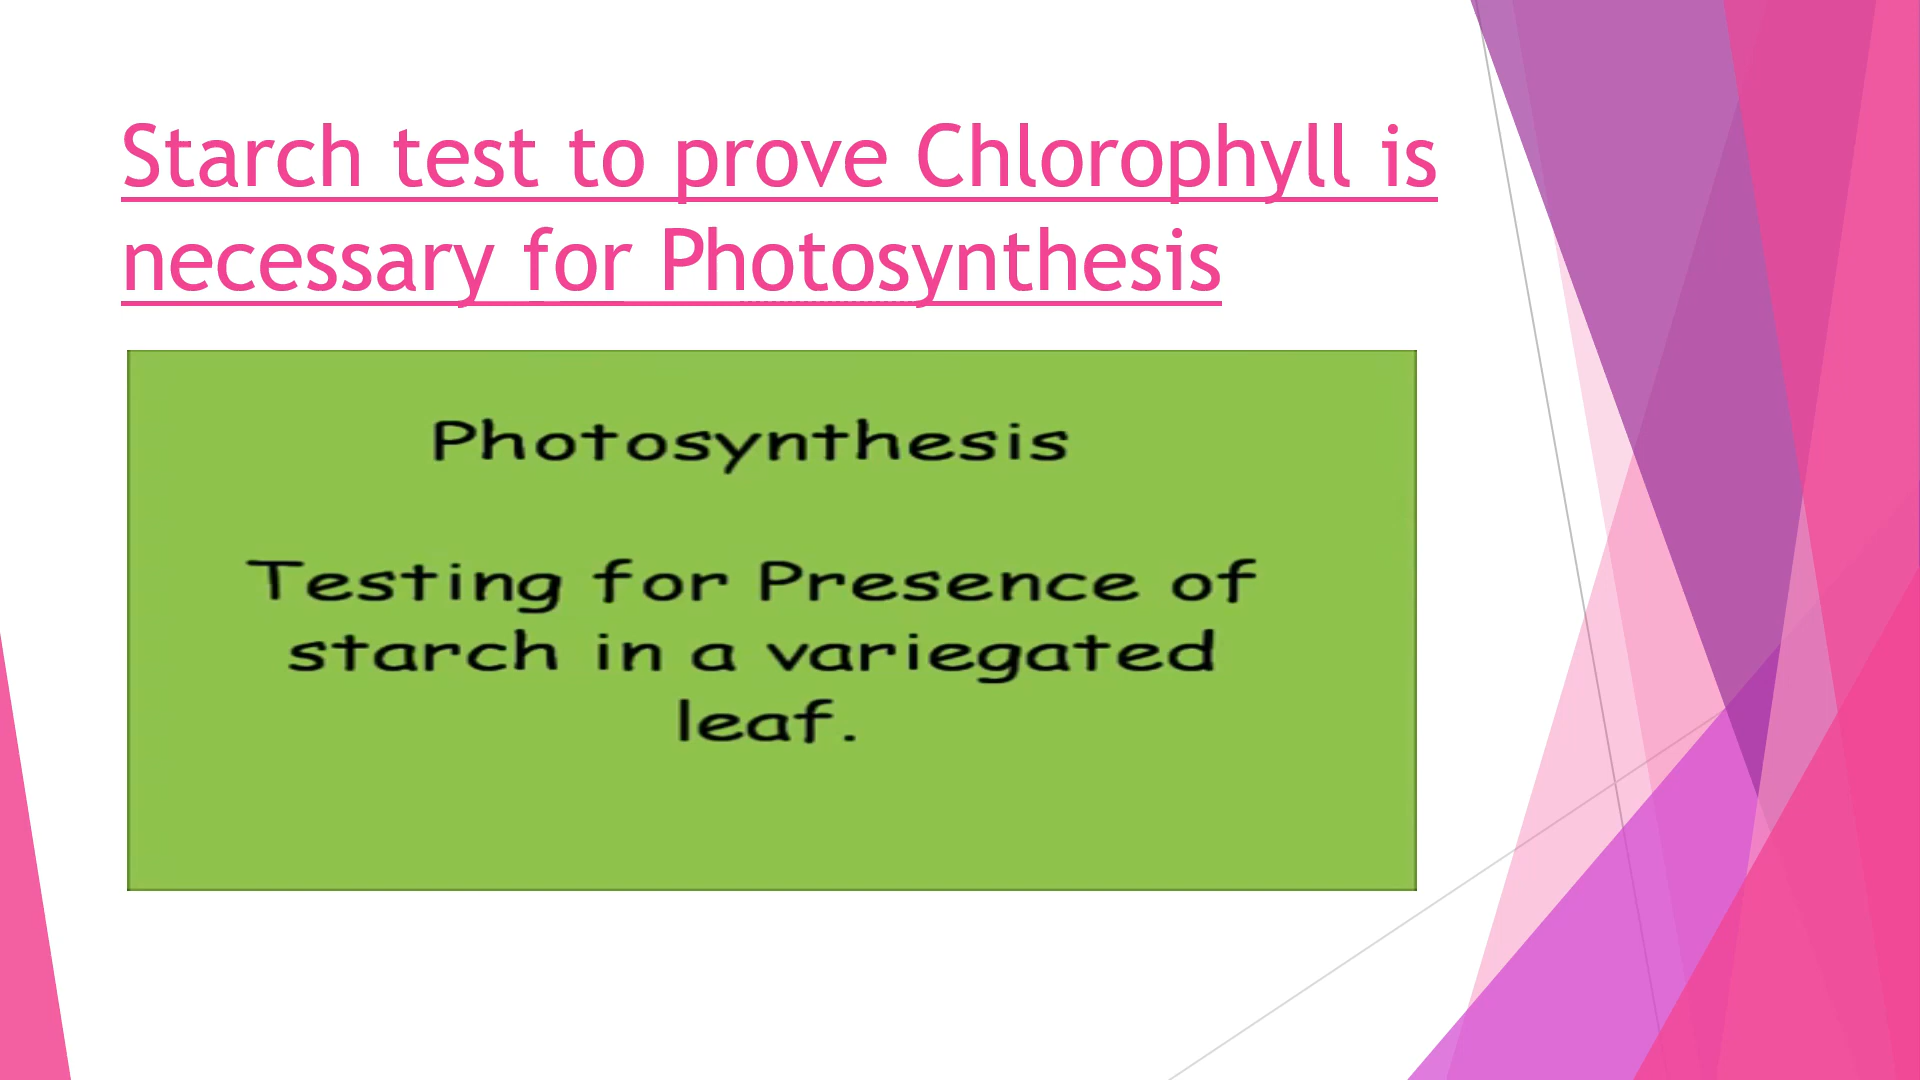 Starch test to prove Chlorophyll is
necessary for Photosynthesis
Photosynthesis
Testing for Presence of
starch in a variegated
leaf.